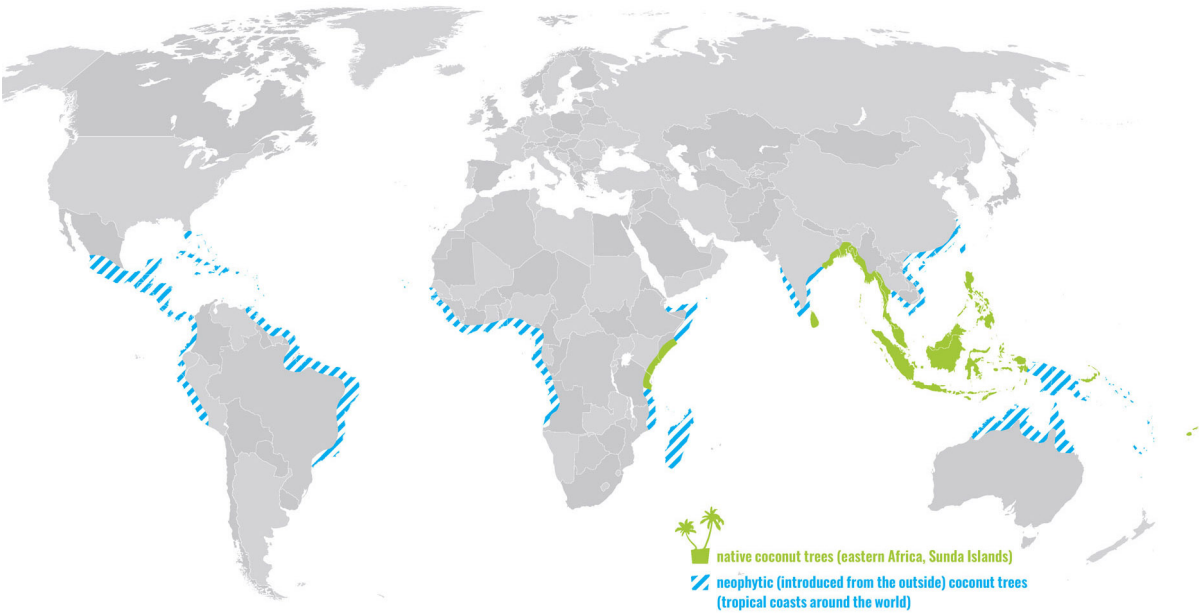 native coconut trees (eastern Africa, Sunda Islands)
neophytic (introduced from the outside) coconut trees
(tropical coasts around the world)